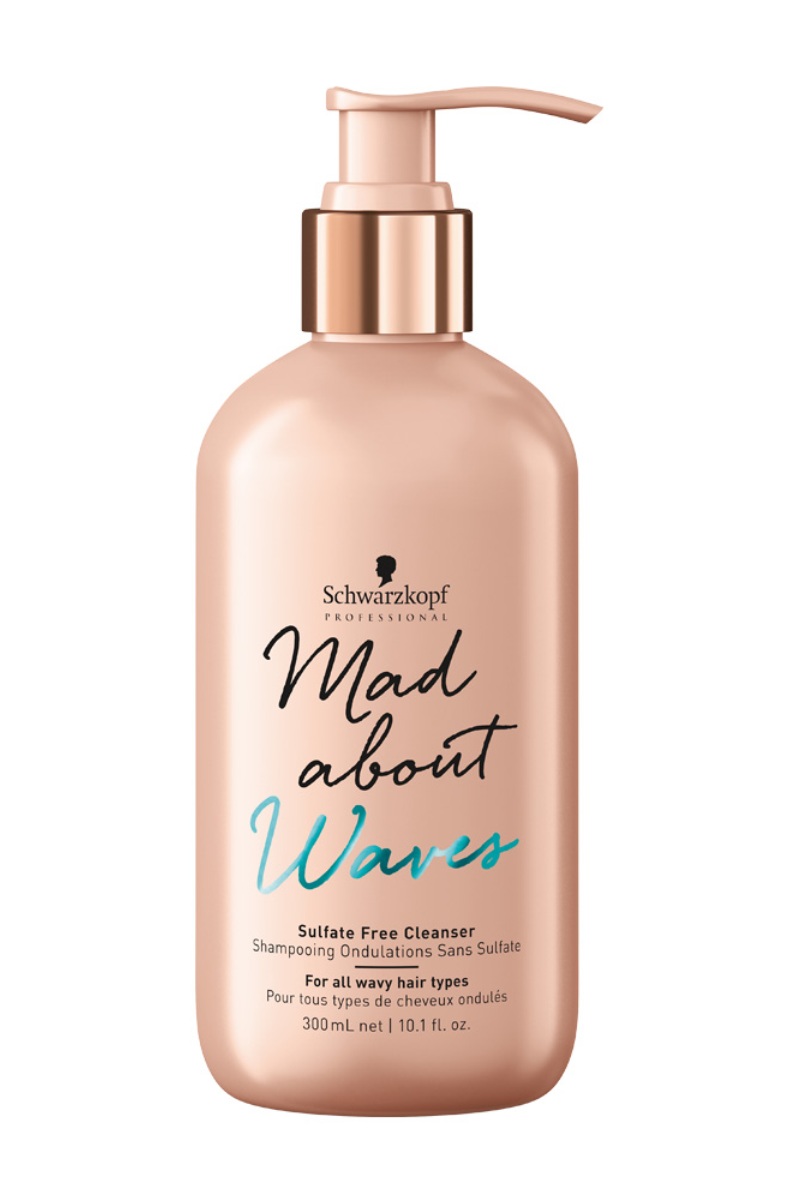 Schwarzkopf
PROFESSIONAL
Mad
about
Waves
Sulfate Free Cleanser
Shampooing Ondulations Sans Sulfate
For all wavy hair types
Pour tous types de cheveux ondulés
300mL net | 10.1 fl. oz.